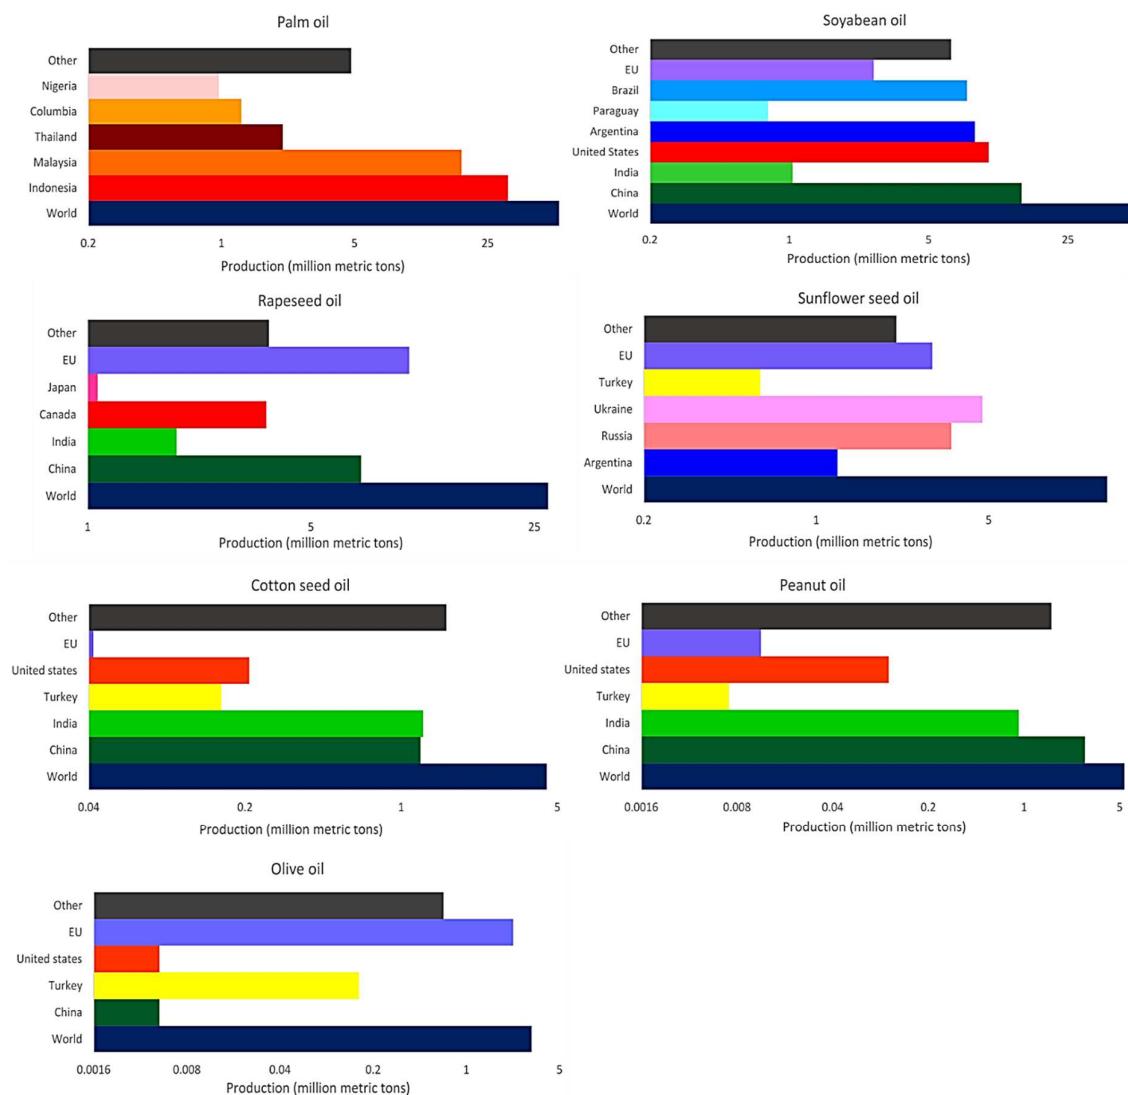 Palm oil
Other
Nigeria
Columbia
Thailand
Malaysia
Indonesia
World
0.2 1 5 25
Production (million metric tons)
Soyabean oil
Other
EU
Brazil
Paraguay
Argentina
United States
India
China
World
0.2 1 5 25
Production (million metric tons)
Rapeseed oil
Other
EU
Japan
Canada
India
China
World
1 5 25
Production (million metric tons)
Sunflower seed oil
Other
EU
Turkey
Ukraine
Russia
Argentina
World
0.2 1 5
Production (million metric tons)
Cotton seed oil
Other
EU
United states
Turkey
India
China
World
0.04 0.2 1 5
Production (million metric tons)
Peanut oil
Other
EU
United states
Turkey
India
China
World
0.0016 0.008 0.04 0.2 1 5
Production (million metric tons)
Olive oil
Other
EU
United states
Turkey
China
World
0.0016 0.008 0.04 0.2 1 5
Production (million metric tons)